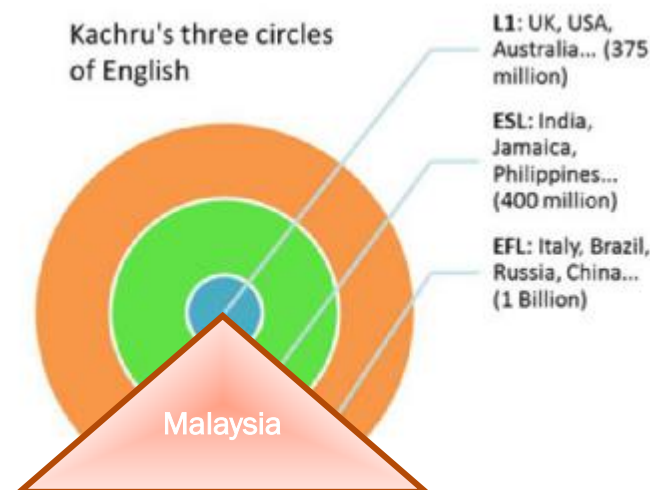 Kachru's three circles
of English
L1: UK, USA,
Australia... (375
million)
ESL: India,
Jamaica,
Philippines...
(400 million)
EFL: Italy, Brazil,
Russia, China...
(1 Billion)
Malaysia